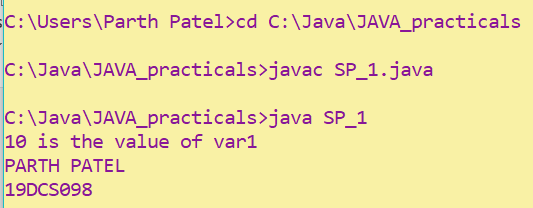 C:\Users\Parth Patel>cd C:\Java\JAVA_practicals
C:\Java\JAVA_practicals>javac SP_1.java
C:\Java\JAVA_practicals>java SP_1
10 is the value of var1
PARTH PATEL
19DCS098